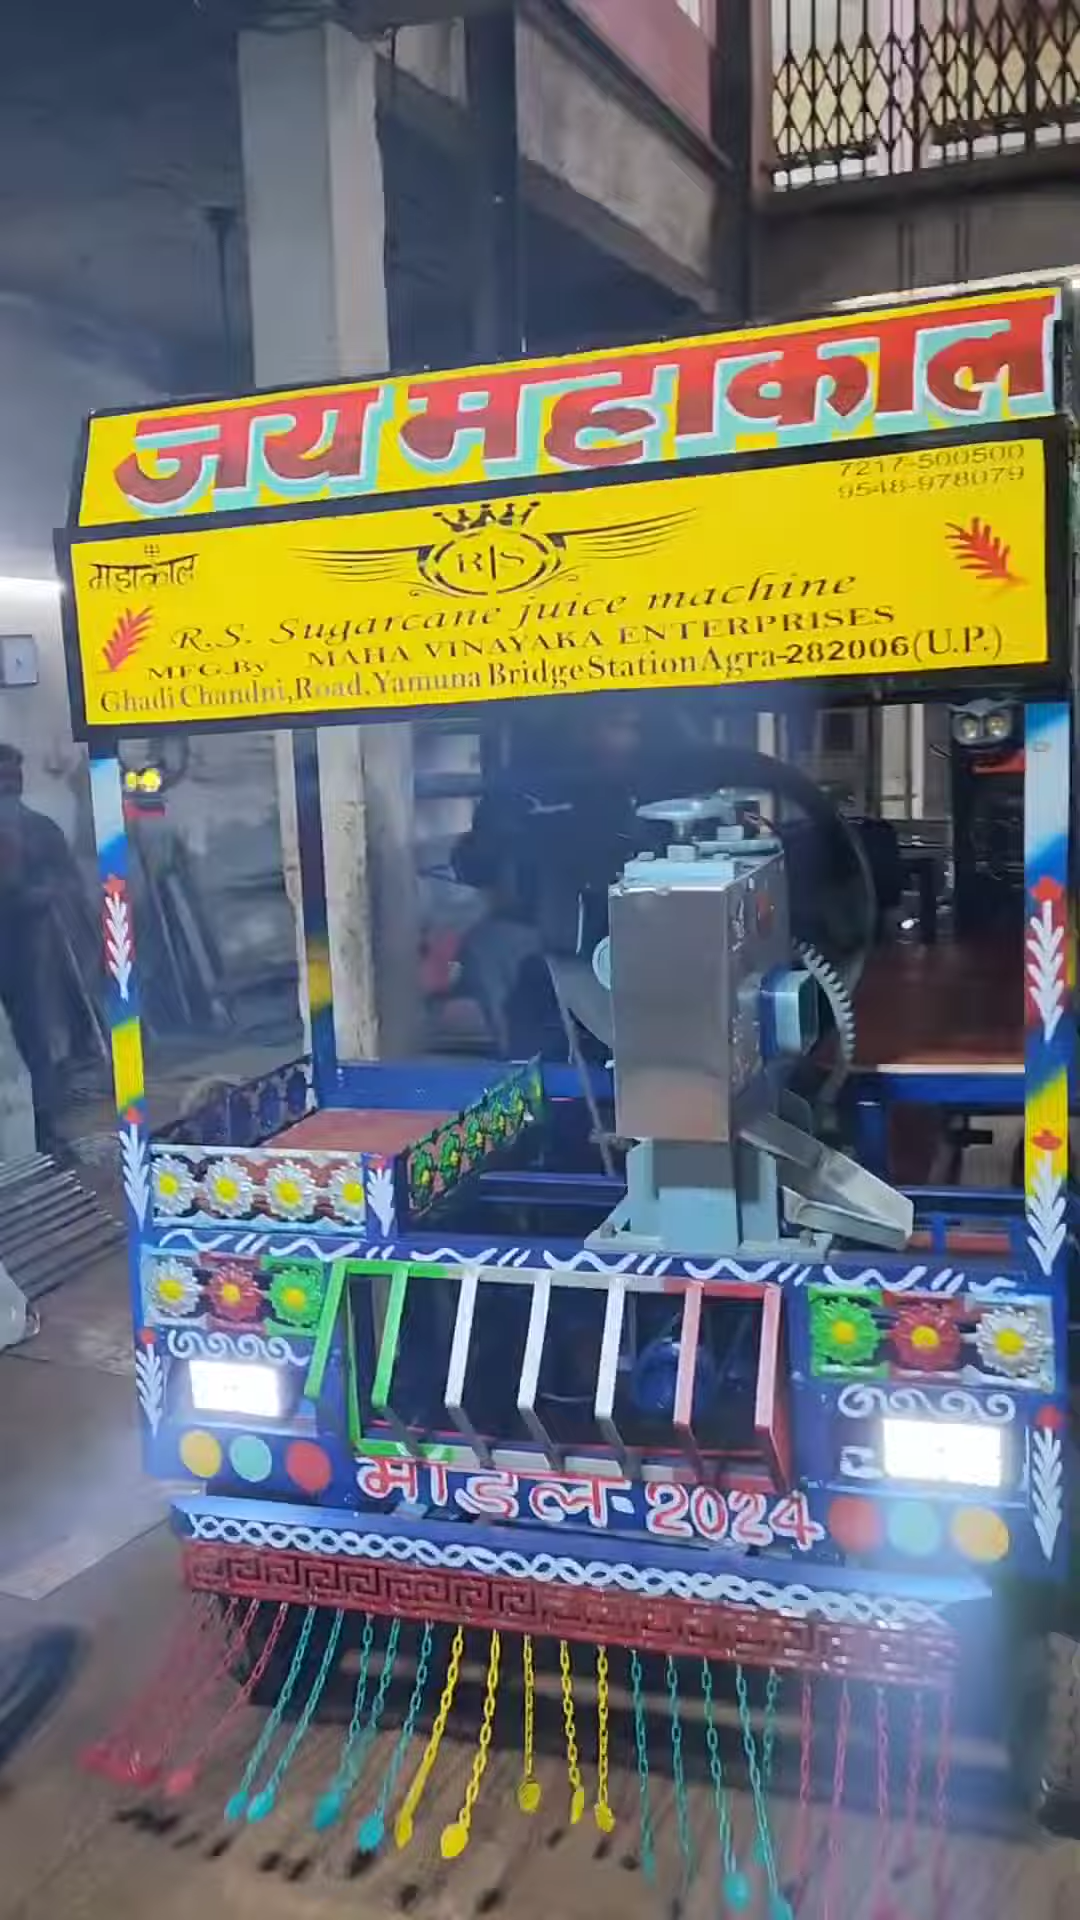 जय महाकाल
7217-500500
9548-978079
महाकाल
R|S
R.S. Sugarcane juice machine
MFG.By MAHA VINAYAKA ENTERPRISES
Ghadi Chandni,Road,Yamuna Bridge Station Agra-282006(U.P.)
मॉडल-2024